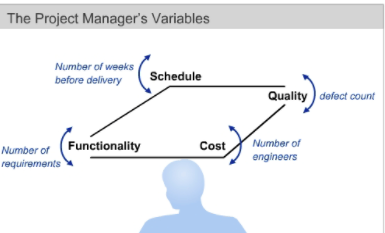 The Project Manager's Variables
Number of weeks
before delivery
Schedule
Quality
defect count
Number of
requirements
Functionality
Cost
Number of
engineers